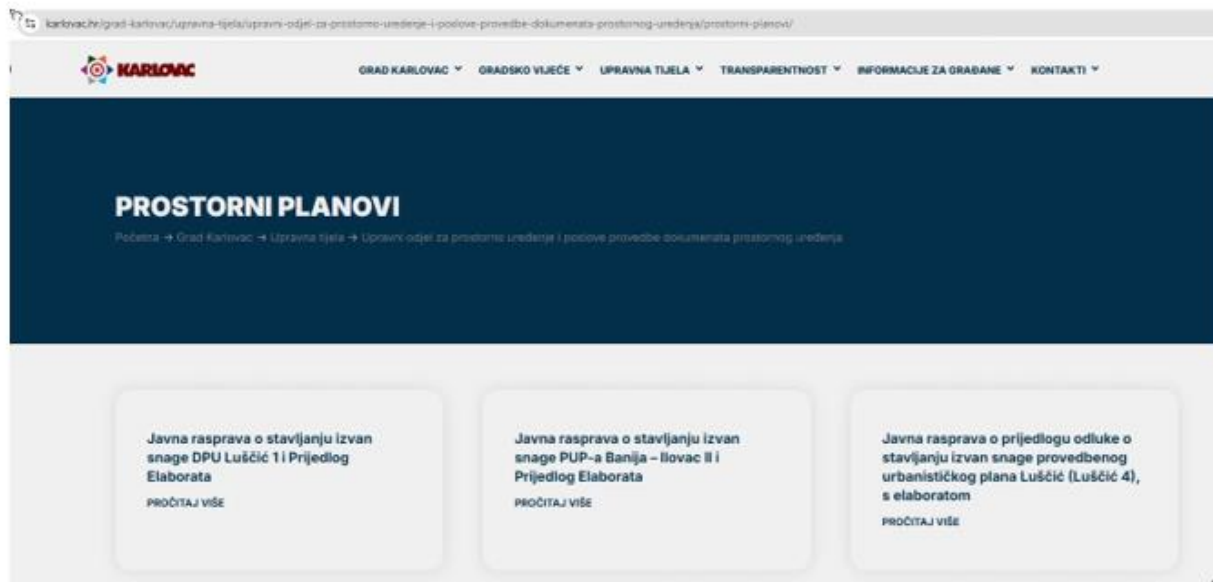 karlovac.hr/grad-karlovac/upravna-tijela/upravni-odjel-za-prostorno-uredenje-i-poslove-provedbe-dokumenata-prostornog-uredenja/prostorni-planovi/
KARLOVAC
GRAD KARLOVAC
GRADSKO VIJEĆE
UPRAVNA TIJELA
TRANSPARENTNOST
INFORMACIJE ZA GRAĐANE
KONTAKTI
PROSTORNI PLANOVI
Početna → Grad Karlovac → Upravna tijela → Upravni odjel za prostorno uređenje i poslove provedbe dokumenata prostornog uređenja
Javna rasprava o stavljanju izvan
snage DPU Luščić 1 i Prijedlog
Elaborata
PROČITAJ VIŠE
Javna rasprava o stavljanju izvan
snage PUP-a Banija – Ilovac II i
Prijedlog Elaborata
PROČITAJ VIŠE
Javna rasprava o prijedlogu odluke o
stavljanju izvan snage provedbenog
urbanističkog plana Luščić (Luščić 4),
s elaboratom
PROČITAJ VIŠE